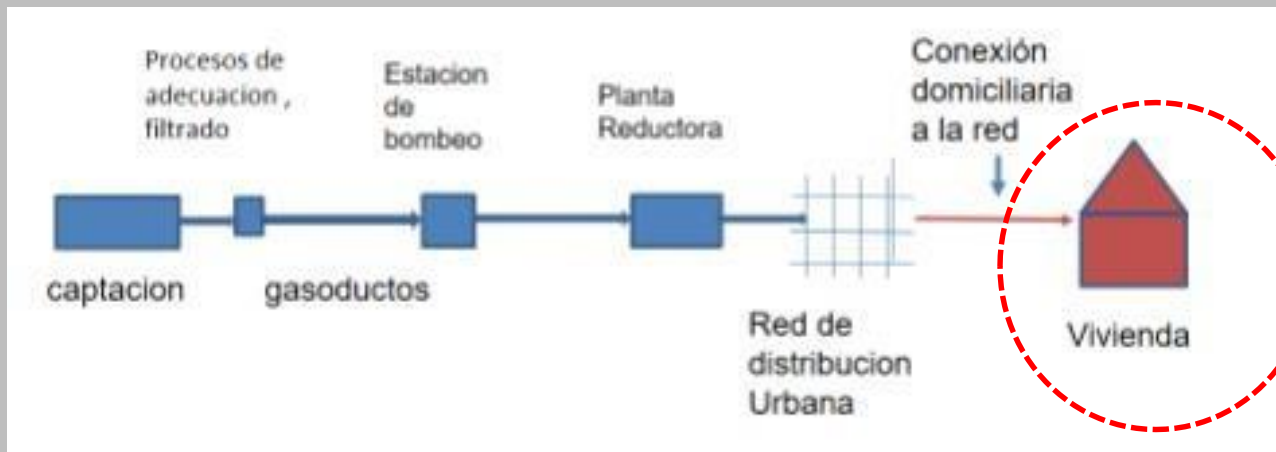 Procesos de
adecuacion ,
filtrado
Estacion
de
bombeo
Planta
Reductora
Conexión
domiciliaria
a la red
captacion
gasoductos
Red de
distribucion
Urbana
Vivienda